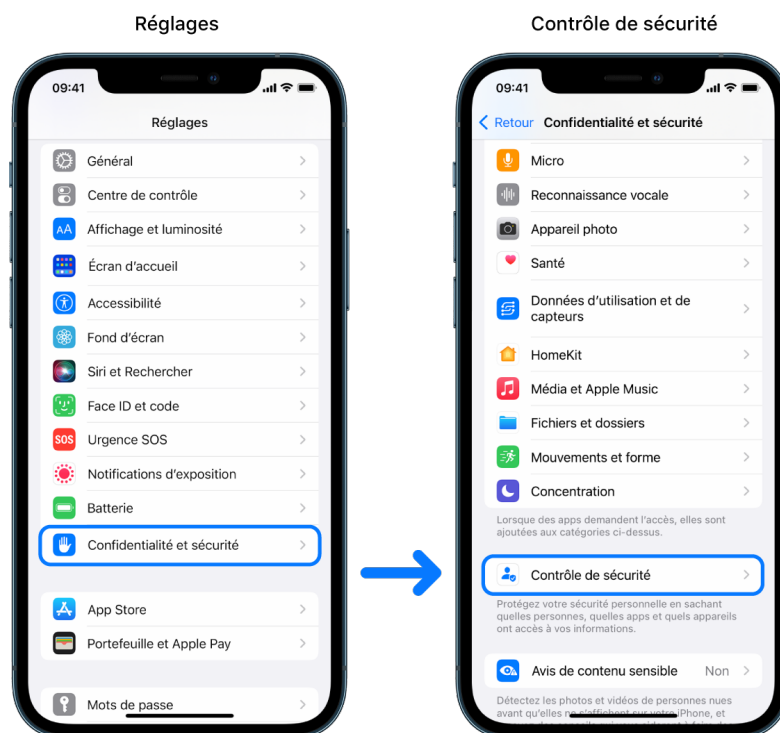 Réglages
09:41
Réglages
Général
Centre de contrôle
AA
Affichage et luminosité
Écran d'accueil
Accessibilité
Fond d'écran
Siri et Rechercher
Face ID et code
SOS
Urgence SOS
Notifications d'exposition
Batterie
Confidentialité et sécurité
App Store
Portefeuille et Apple Pay
Mots de passe
Contrôle de sécurité
09:41
Retour
Confidentialité et sécurité
Micro
Reconnaissance vocale
Appareil photo
Santé
Données d'utilisation et de
capteurs
HomeKit
Média et Apple Music
Fichiers et dossiers
Mouvements et forme
Concentration
Lorsque des apps demandent l'accès, elles sont
ajoutées aux catégories ci-dessus.
Contrôle de sécurité
Protégez votre sécurité personnelle en sachant
quelles personnes, quelles apps et quels appareils
ont accès à vos informations.
Avis de contenu sensible
Non
Détectez les photos et vidéos de personnes nues
avant qu'elles ne s'affichent sur votre iPhone, et